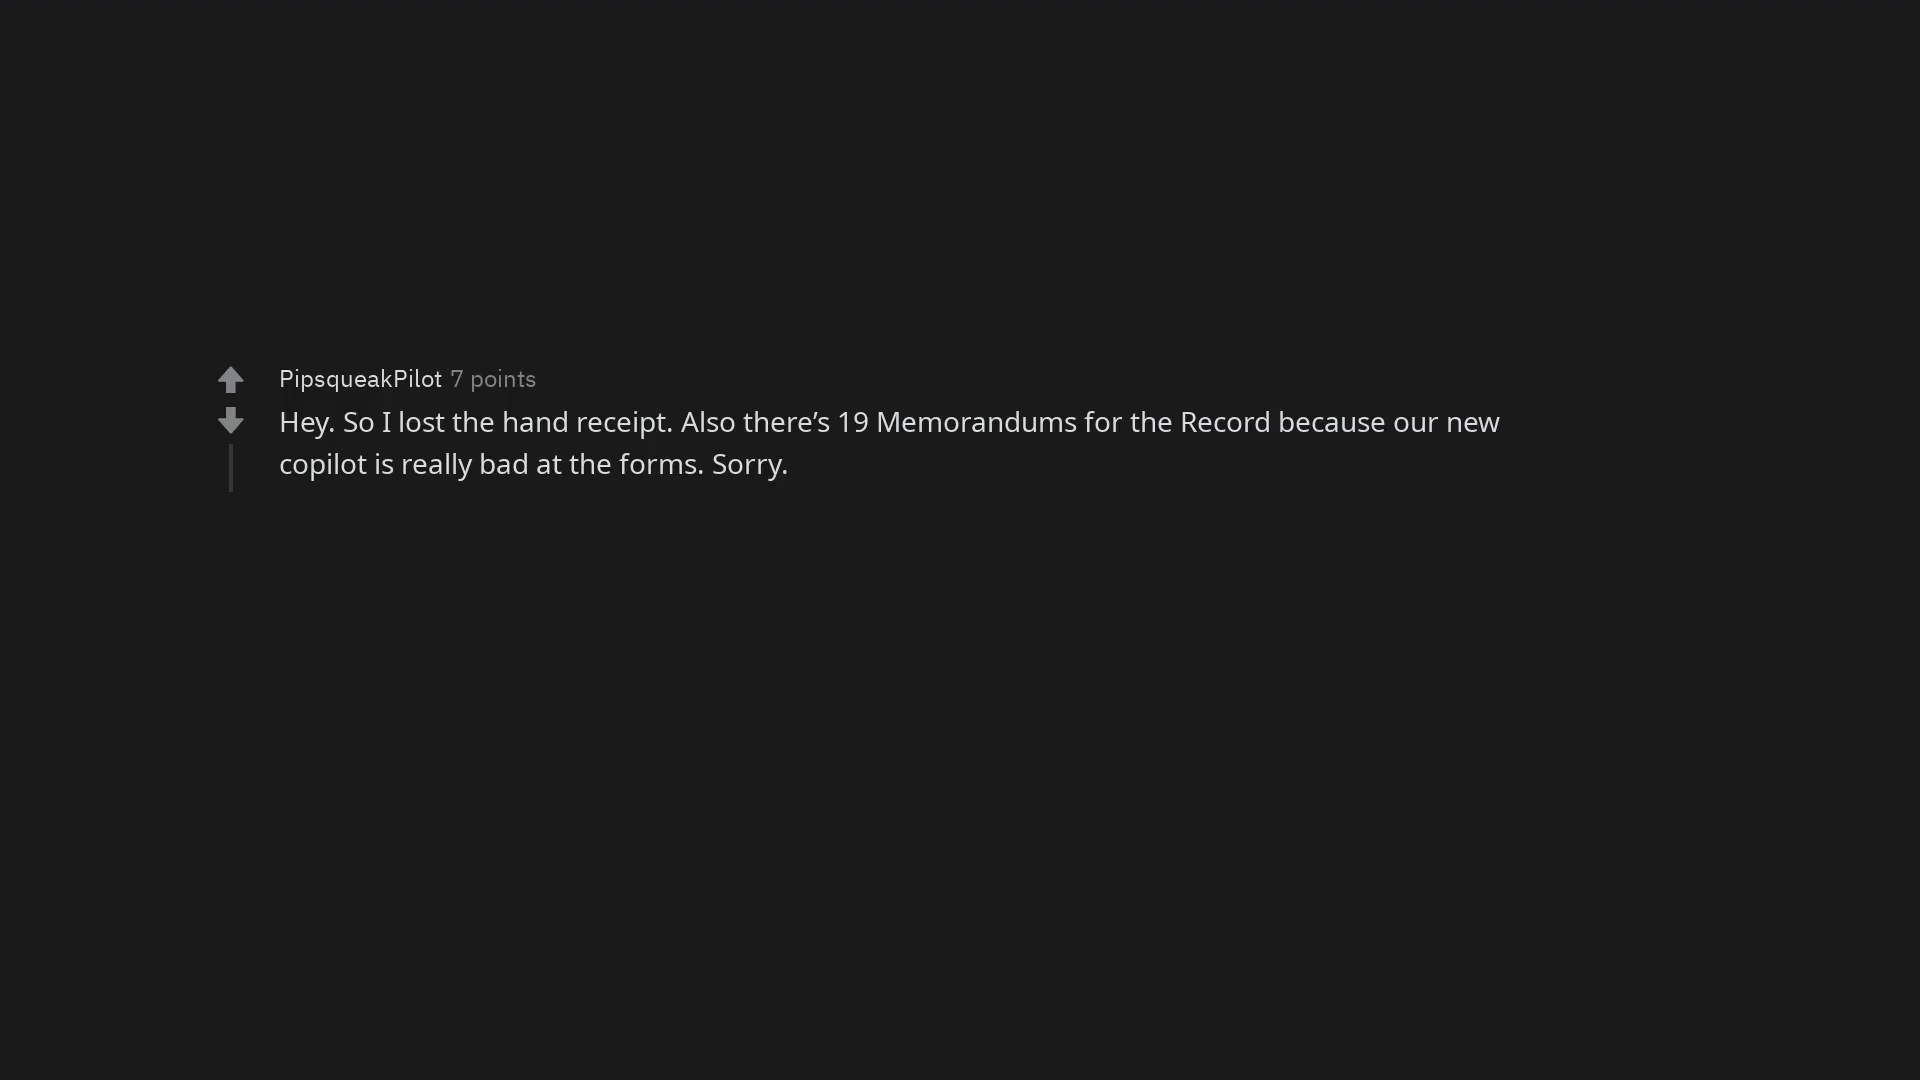 PipsqueakPilot 7 points
Hey. So I lost the hand receipt. Also there’s 19 Memorandums for the Record because our new
copilot is really bad at the forms. Sorry.